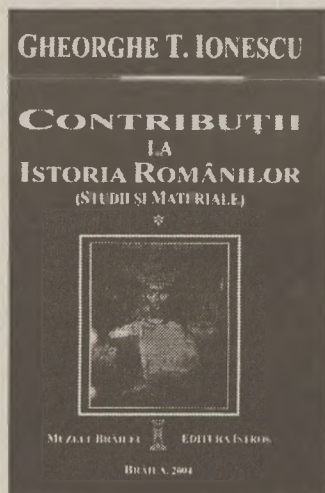 GHEORGHE T. IONESCU
CONTRIBUȚII
LA
ISTORIA ROMÂNILOR
(STUDII ȘI MATERIALE)
*
MUZEUL BRĂILEI EDITURA ISTROS
BRĂILA, 2004